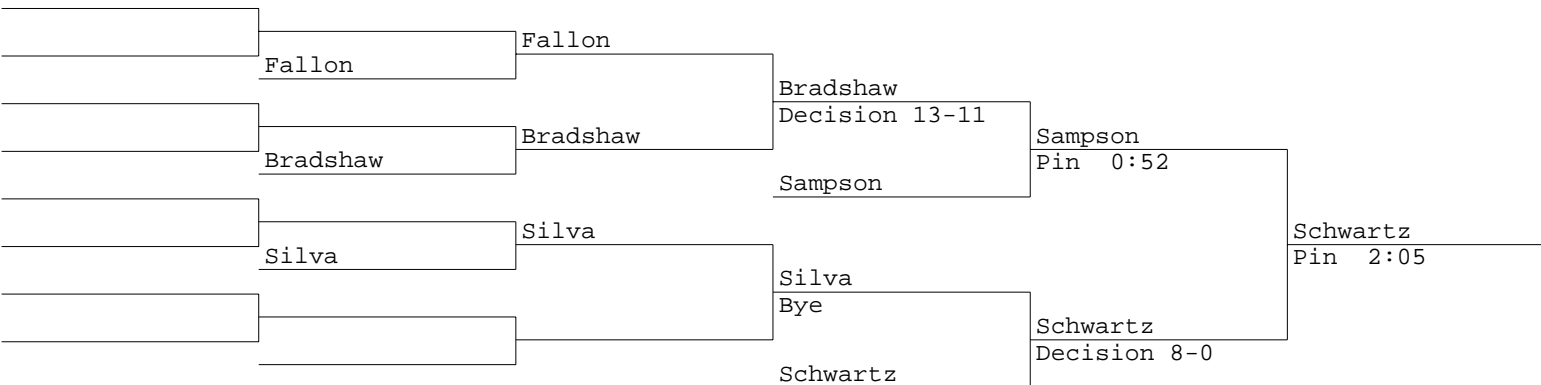 Fallon
Fallon
Bradshaw
Decision 13-11
Bradshaw
Sampson
Bradshaw
Pin 0:52
Sampson
Silva
Schwartz
Silva
Pin 2:05
Silva
Bye
Schwartz
Decision 8-0
Schwartz